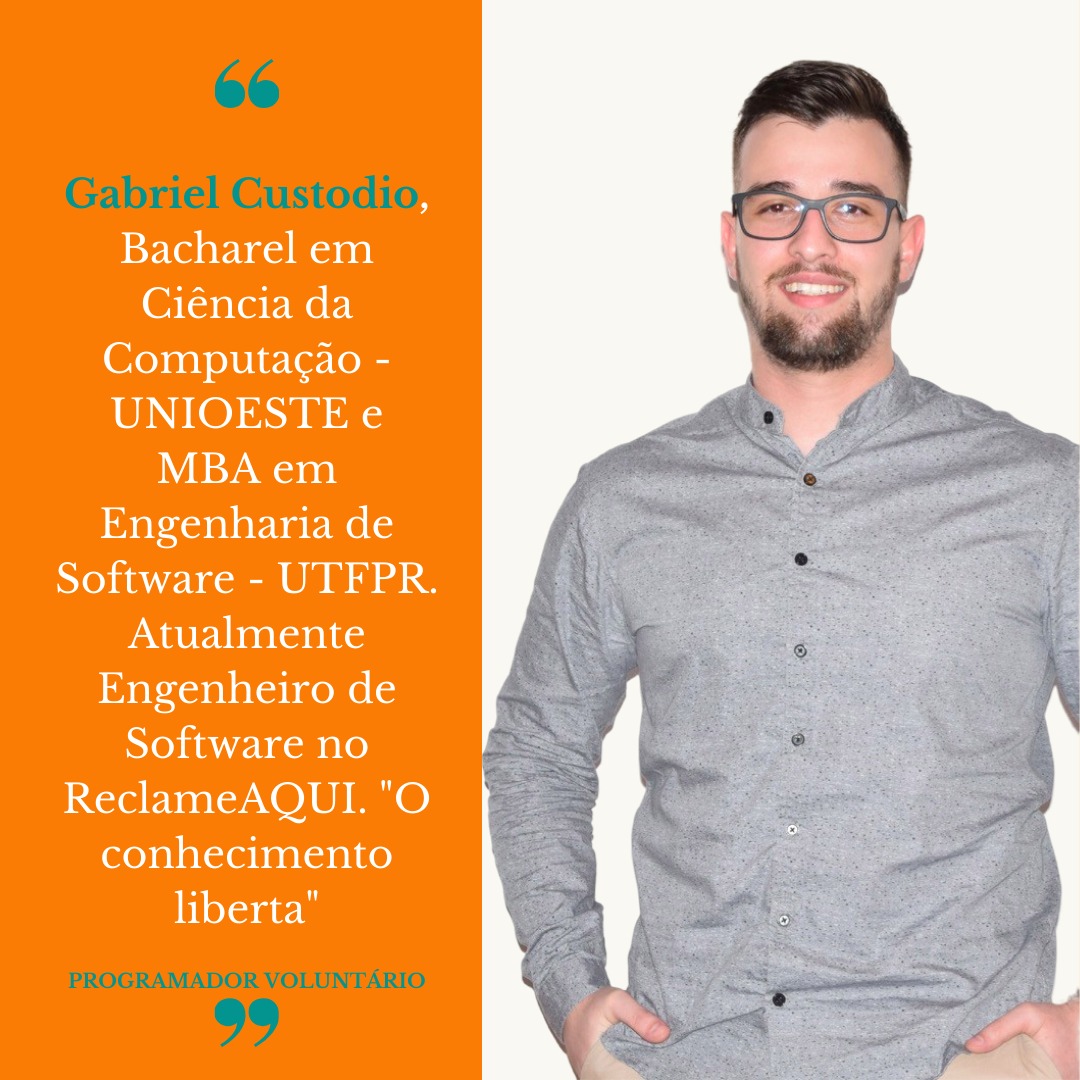 “
Gabriel Custodio,
Bacharel em
Ciência da
Computação -
UNIOESTE e
MBA em
Engenharia de
Software - UTFPR.
Atualmente
Engenheiro de
Software no
ReclameAQUI. "O
conhecimento
liberta"
PROGRAMADOR VOLUNTÁRIO
”